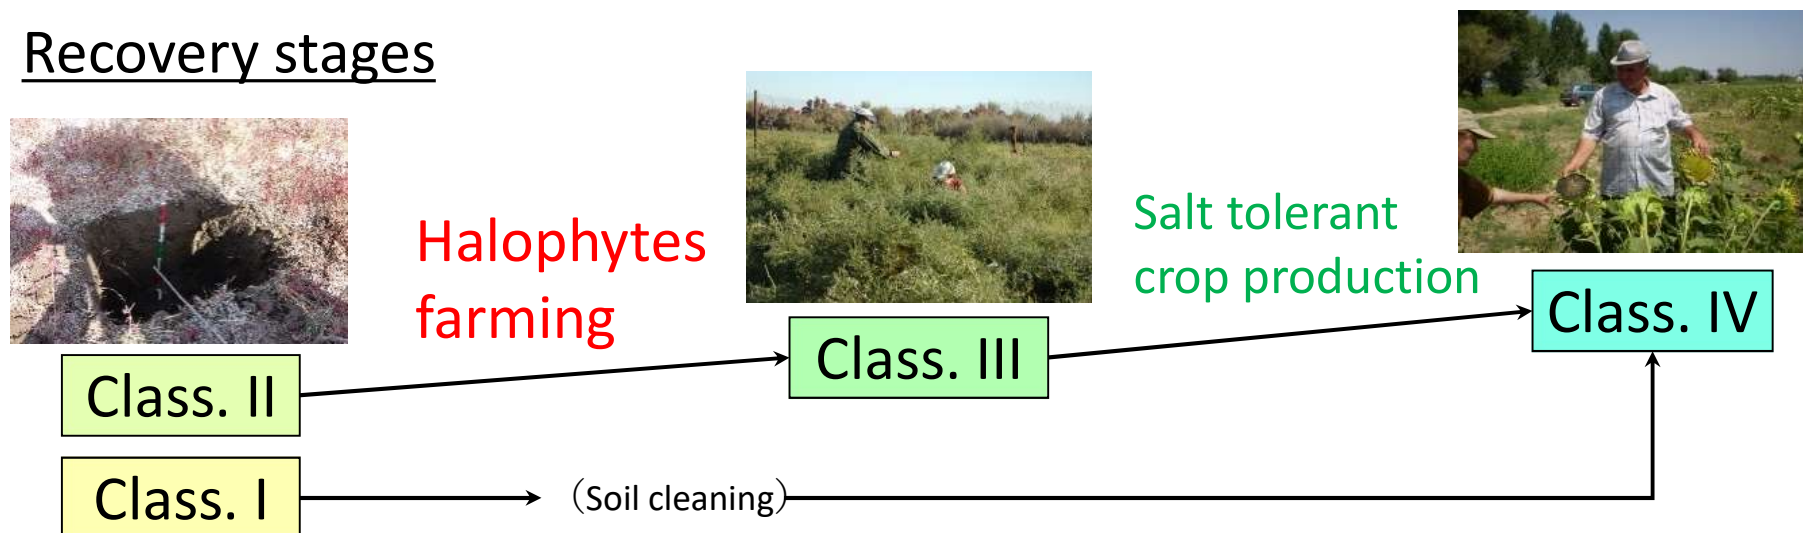 Recovery stages
Halophytes
farming
Salt tolerant
crop production
Class. II
Class. III
Class. IV
Class. I
（Soil cleaning）